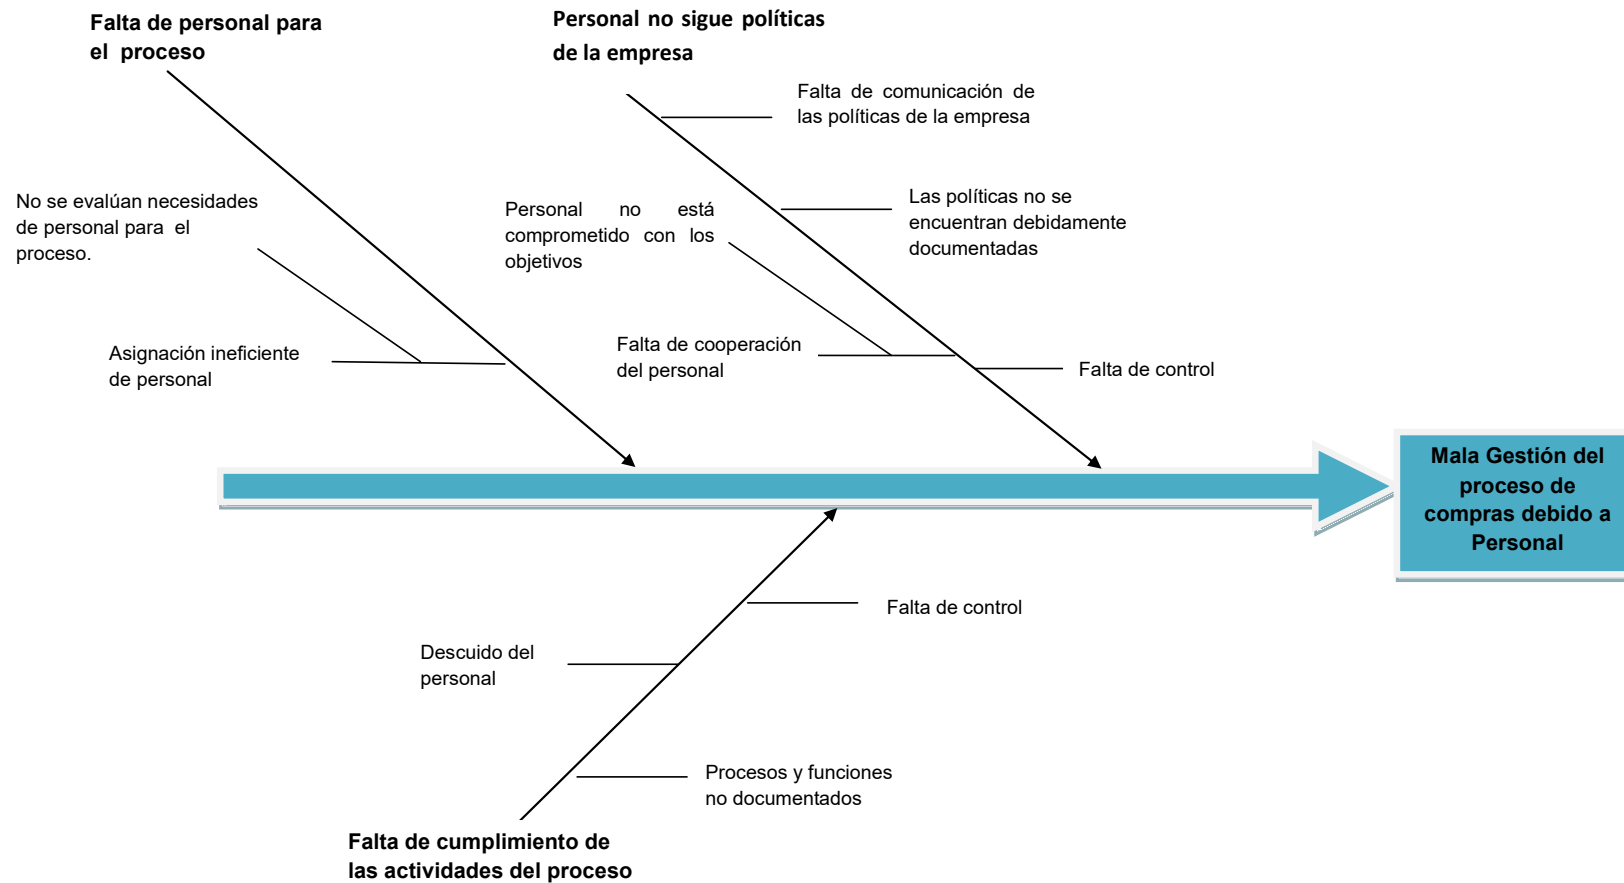 Falta de personal para
el proceso
Personal no sigue políticas
de la empresa
Falta de comunicación de
las políticas de la empresa
No se evalúan necesidades
de personal para el
proceso.
Personal no está
comprometido con los
objetivos
Las políticas no se
encuentran debidamente
documentadas
Asignación ineficiente
de personal
Falta de cooperación
del personal
Falta de control
Mala Gestión del
proceso de
compras debido a
Personal
Falta de control
Descuido del
personal
Procesos y funciones
no documentados
Falta de cumplimiento de
las actividades del proceso